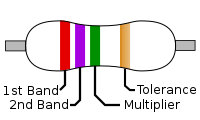 1st Band
Tolerance
2nd Band
Multiplier